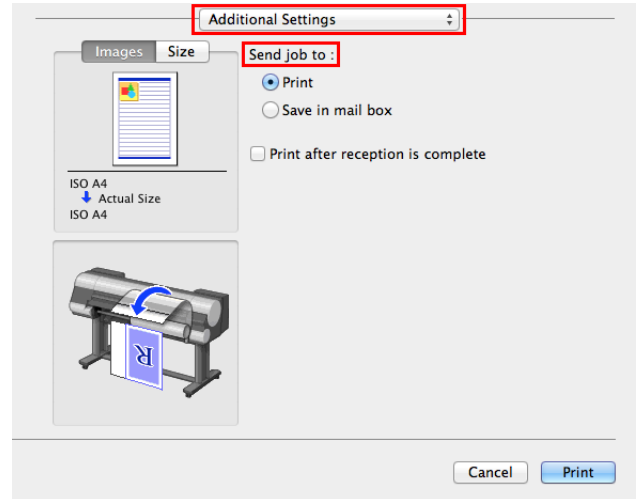 Additional Settings
Images Size
Send job to :
Print
Save in mail box
Print after reception is complete
ISO A4
Actual Size
ISO A4
R
Cancel Print